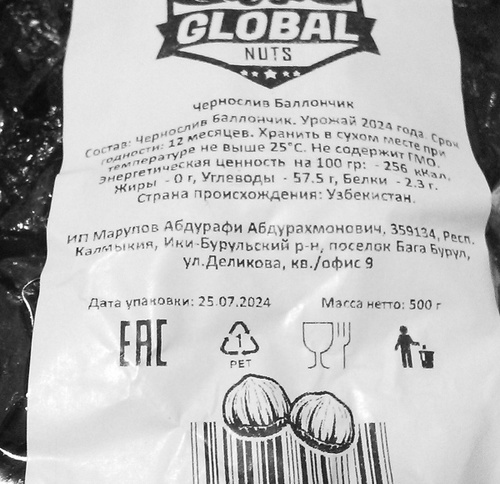 GLOBAL
NUTS
Чернослив Баллончик
Состав: Чернослив Баллончик. Урожай 2024 года. Срок
годности: 12 месяцев. Хранить в сухом месте при
температуре не выше 25°С. Не содержит ГМО.
Энергетическая ценность на 100 гр: - 256 кКал.
Жиры - 0 г, Углеводы - 57.5 г, Белки - 2.3 г.
Страна происхождения: Узбекистан.
ИП Марупов Абдурафи Абдурахмонович, 359134, Респ.
Калмыкия, Ики-Бурульский р-н, поселок Бага Бурул,
ул.Деликова, кв./офис 9
Дата упаковки: 25.07.2024 Масса нетто: 500 г
EAC
1
PET